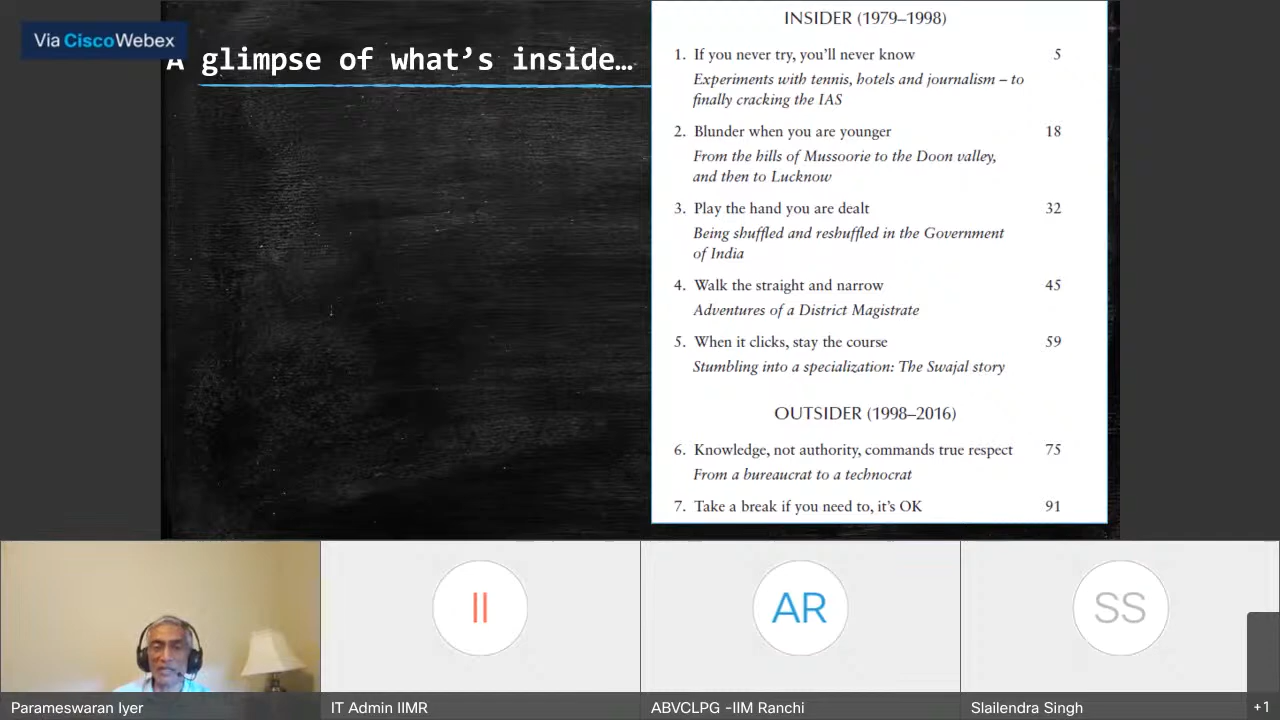 Via Cisco Webex
A glimpse of what's inside…
INSIDER (1979–1998)
1. If you never try, you'll never know 5
Experiments with tennis, hotels and journalism – to
finally cracking the IAS
2. Blunder when you are younger 18
From the hills of Mussoorie to the Doon valley,
and then to Lucknow
3. Play the hand you are dealt 32
Being shuffled and reshuffled in the Government
of India
4. Walk the straight and narrow 45
Adventures of a District Magistrate
5. When it clicks, stay the course 59
Stumbling into a specialization: The Swajal story
OUTSIDER (1998–2016)
6. Knowledge, not authority, commands true respect 75
From a bureaucrat to a technocrat
7. Take a break if you need to, it's OK 91
II
AR
SS
Parameswaran Iyer
IT Admin IIMR
ABVCLPG -IIM Ranchi
Slailendra Singh
+1